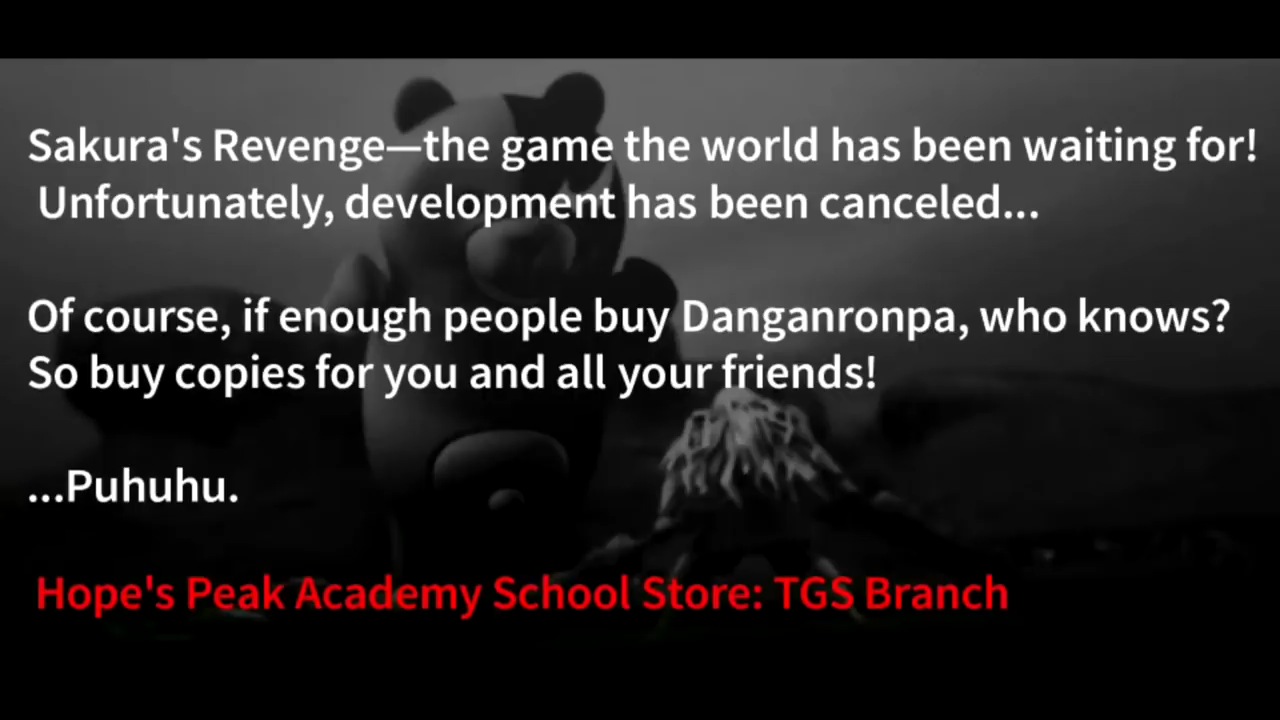 Sakura's Revenge—the game the world has been waiting for!
Unfortunately, development has been canceled...
Of course, if enough people buy Danganronpa, who knows?
So buy copies for you and all your friends!
...Puhuhu.
Hope's Peak Academy School Store: TGS Branch